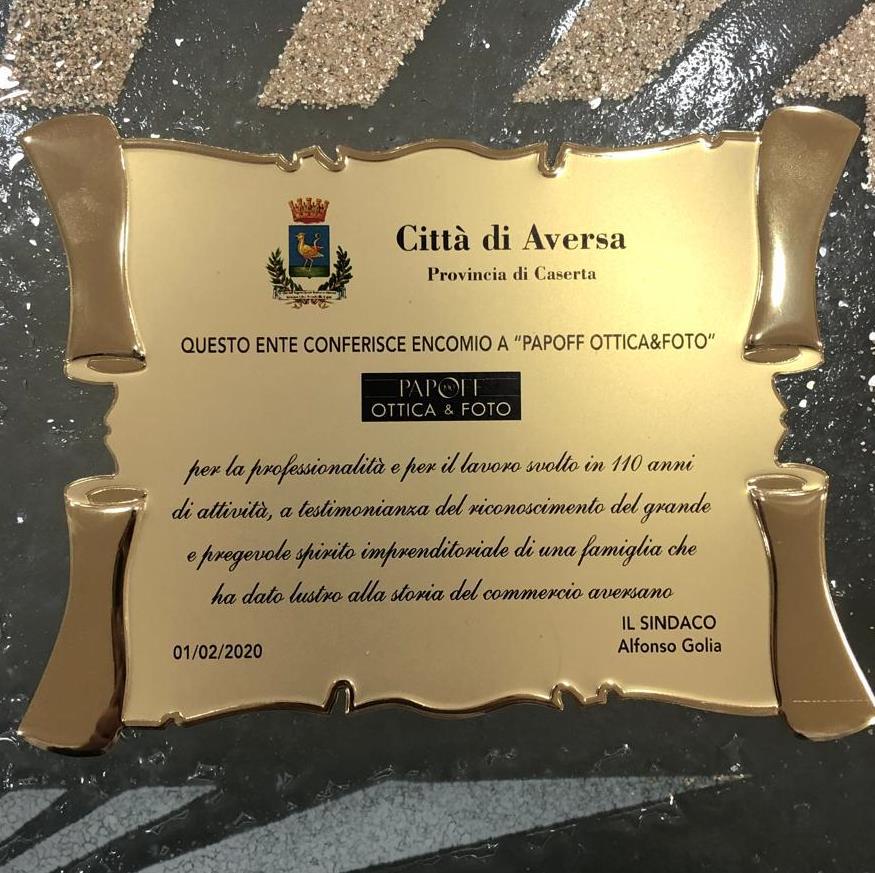 Città di Aversa
Provincia di Caserta
QUESTO ENTE CONFERISCE ENCOMIO A "PAPOFF OTTICA&FOTO"
PAPOFF
OTTICA & FOTO
per la professionalità e per il lavoro svolto in 110 anni
di attività, a testimonianza del riconoscimento del grande
e pregevole spirito imprenditoriale di una famiglia che
ha dato lustro alla storia del commercio aversano
IL SINDACO
01/02/2020 Alfonso Golia